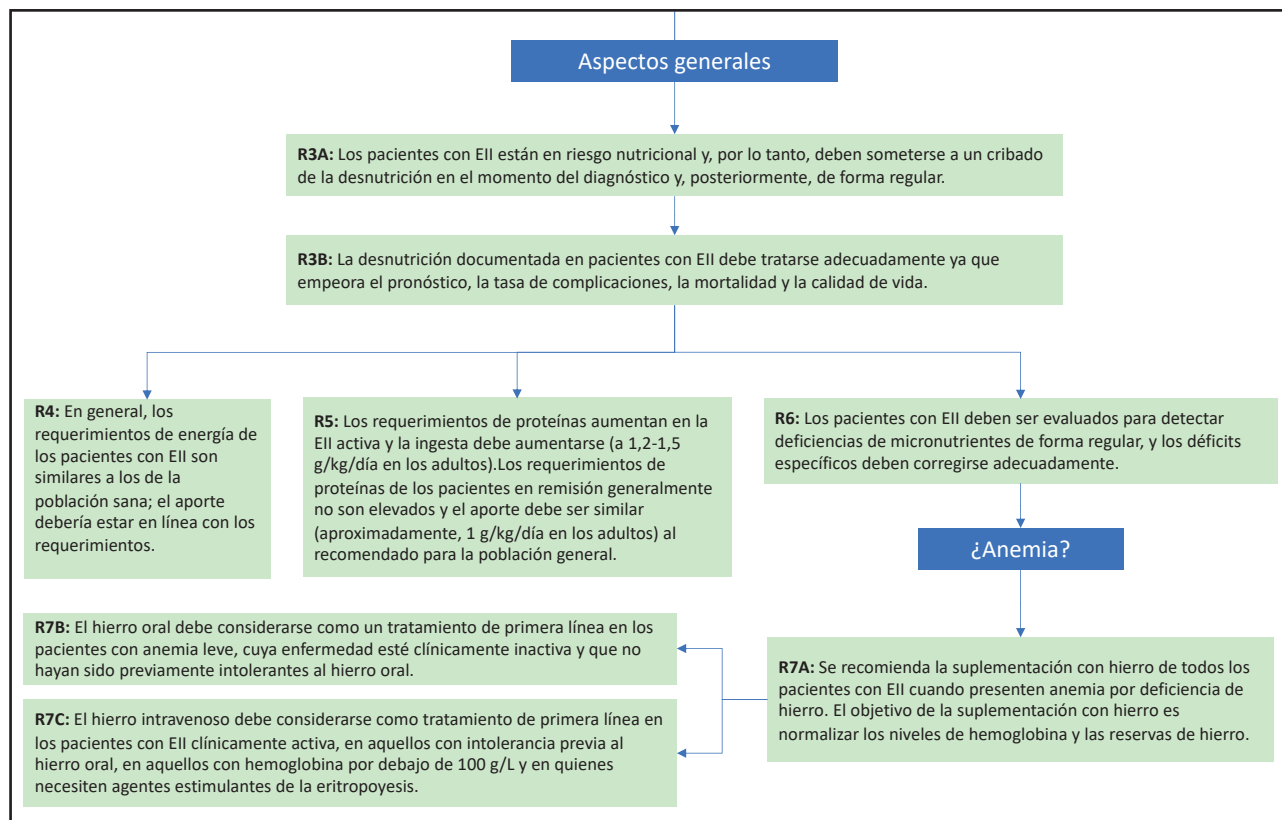 Aspectos generales
R3A: Los pacientes con EII están en riesgo nutricional y, por lo tanto, deben someterse a un cribado
de la desnutrición en el momento del diagnóstico y, posteriormente, de forma regular.
R3B: La desnutrición documentada en pacientes con EII debe tratarse adecuadamente ya que
empeora el pronóstico, la tasa de complicaciones, la mortalidad y la calidad de vida.
R4: En general, los
requerimientos de energía de
los pacientes con EII son
similares a los de la
población sana; el aporte
debería estar en línea con los
requerimientos.
R5: Los requerimientos de proteínas aumentan en la
EII activa y la ingesta debe aumentarse (a 1,2-1,5
g/kg/día en los adultos).Los requerimientos de
proteínas de los pacientes en remisión generalmente
no son elevados y el aporte debe ser similar
(aproximadamente, 1 g/kg/día en los adultos) al
recomendado para la población general.
R6: Los pacientes con EII deben ser evaluados para detectar
deficiencias de micronutrientes de forma regular, y los déficits
específicos deben corregirse adecuadamente.
¿Anemia?
R7B: El hierro oral debe considerarse como un tratamiento de primera línea en los
pacientes con anemia leve, cuya enfermedad esté clínicamente inactiva y que no
hayan sido previamente intolerantes al hierro oral.
R7A: Se recomienda la suplementación con hierro de todos los
pacientes con EII cuando presenten anemia por deficiencia de
hierro. El objetivo de la suplementación con hierro es
normalizar los niveles de hemoglobina y las reservas de hierro.
R7C: El hierro intravenoso debe considerarse como tratamiento de primera línea en
los pacientes con EII clínicamente activa, en aquellos con intolerancia previa al
hierro oral, en aquellos con hemoglobina por debajo de 100 g/L y en quienes
necesiten agentes estimulantes de la eritropoyesis.